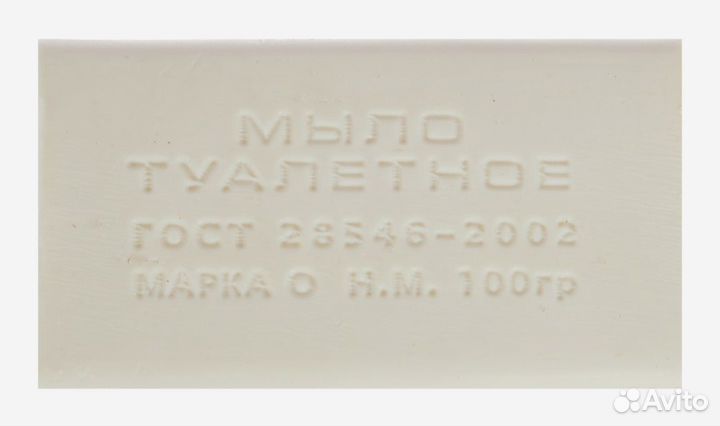 МЫЛО
ТУАЛЕТНОЕ
ГОСТ 28546-2002
МАРКА О Н.М. 100гр
Avito